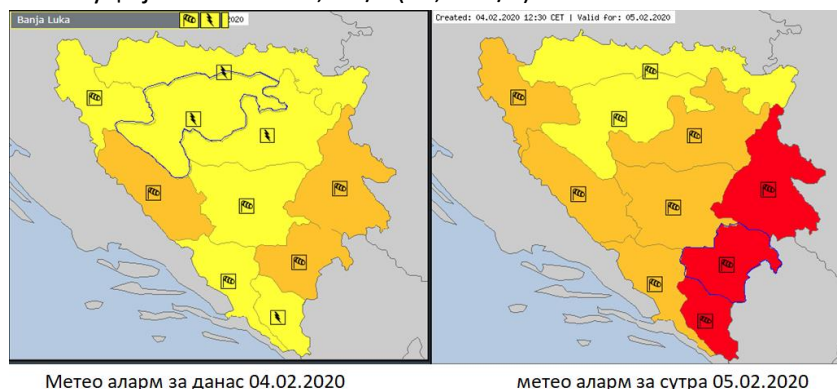 Banja Luka
2020
Created: 04.02.2020 12:30 CET | Valid for: 05.02.2020
Метео аларм за данас 04.02.2020
метео аларм за сутра 05.02.2020